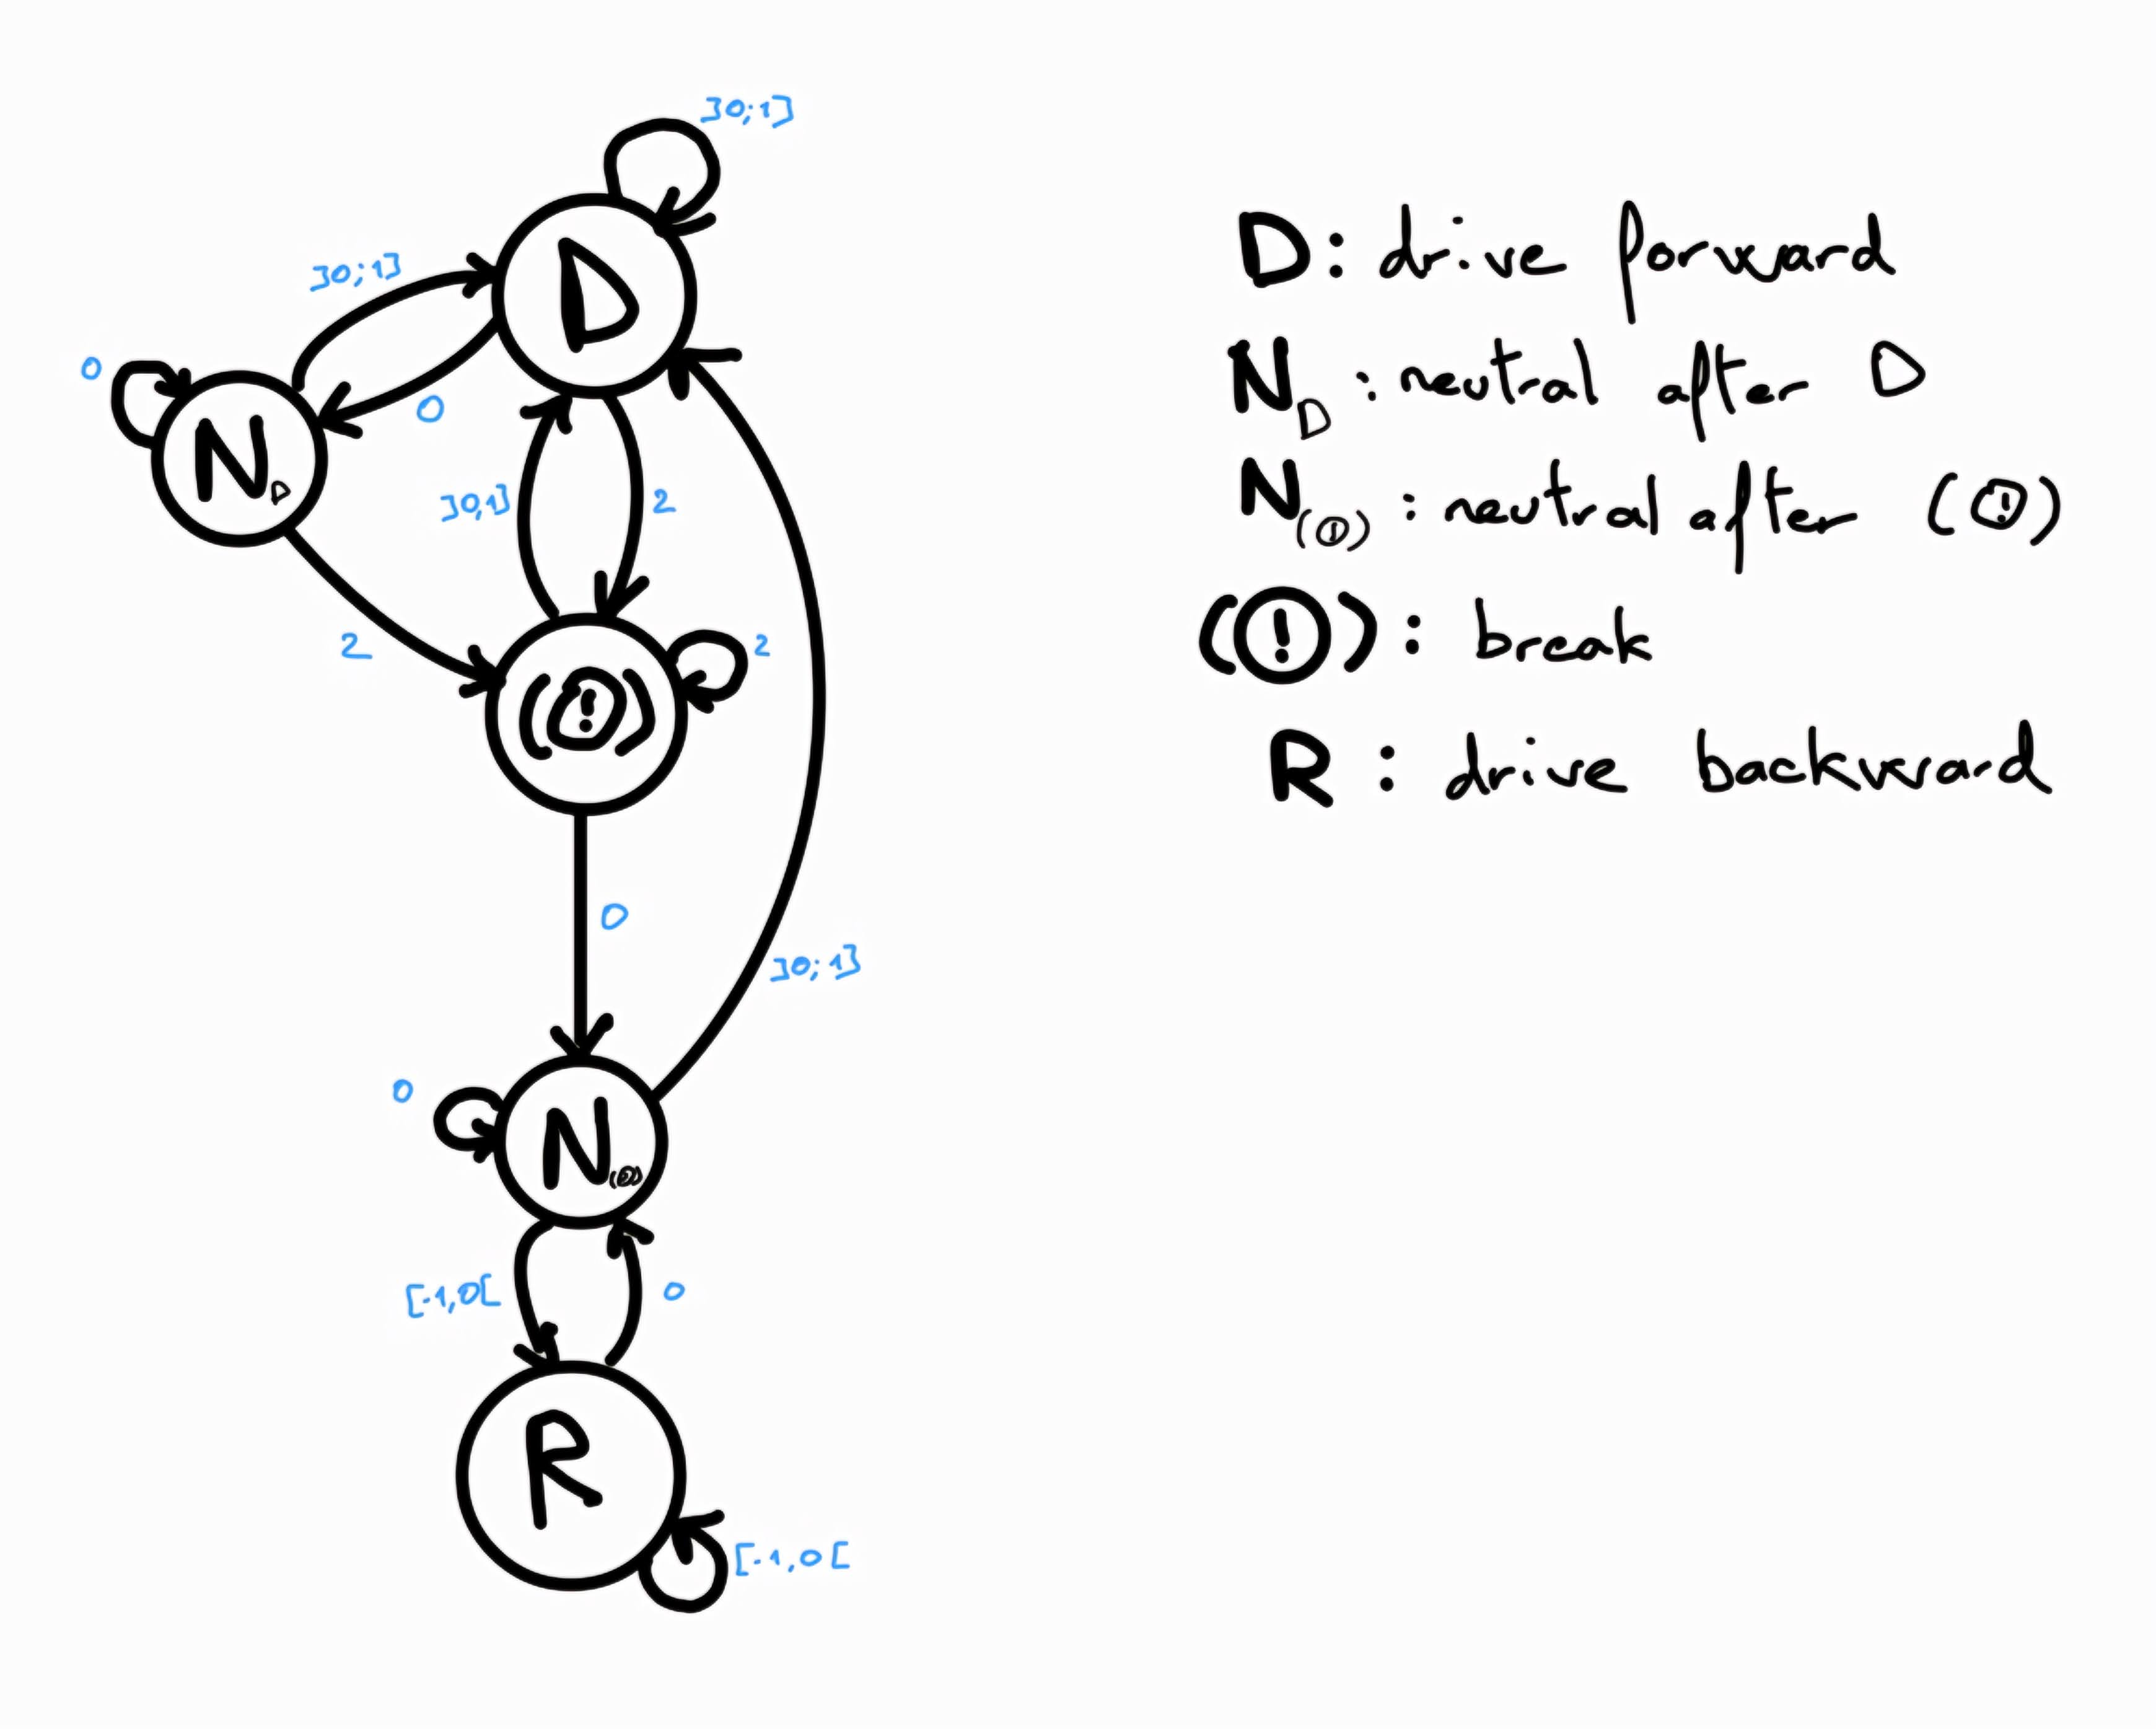 ]0;1]
]0;1]
D
0
0
N_D
]0,1]
2
2
2
(!)
0
]0;1]
0
N_(!)
[-1,0[
0
R
[-1,0[
D: drive forward
N_D : neutral after D
N_(!) : neutral after (!)
(!) : break
R : drive backward